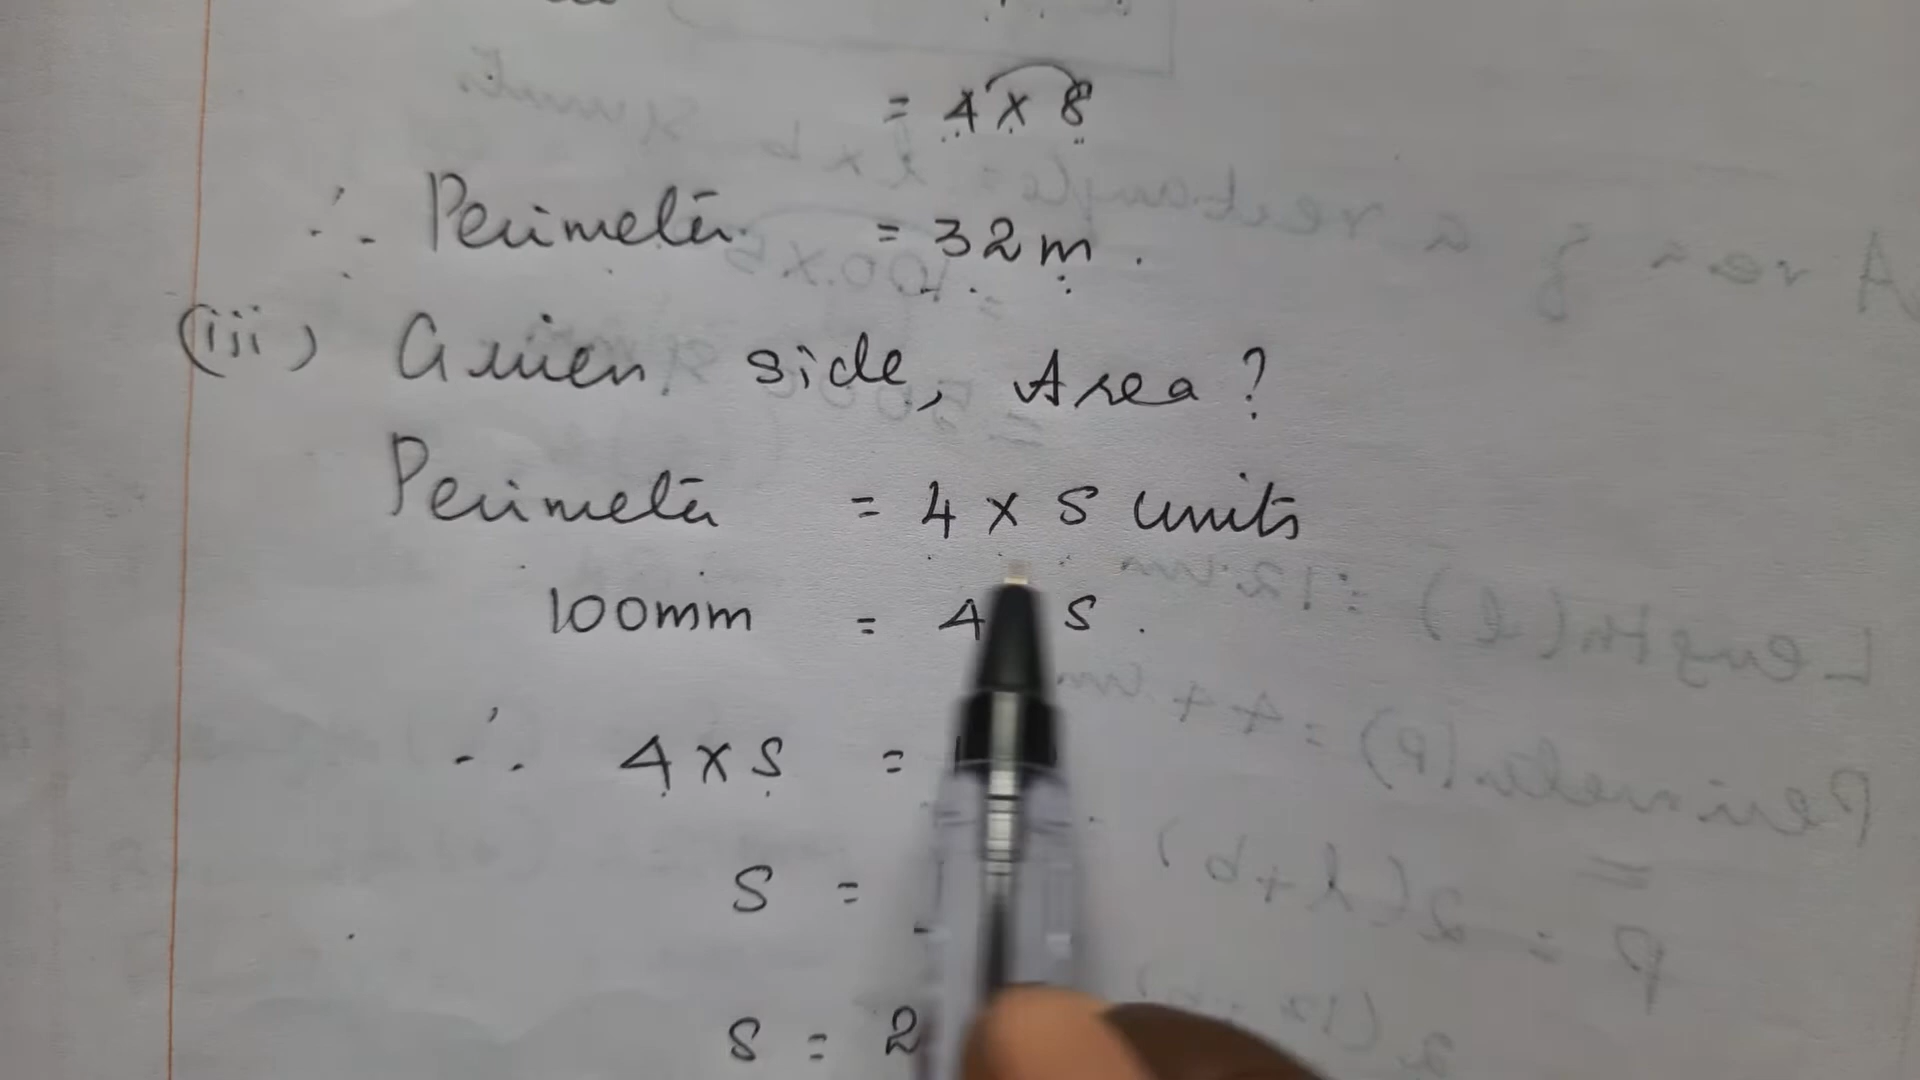 = 4 × 8
∴ Perimeter = 32 m.
(iii) Given side, Area?
Perimeter = 4 × s units
100mm = 4 s.
∴ 4 × s =
s =
s = 2